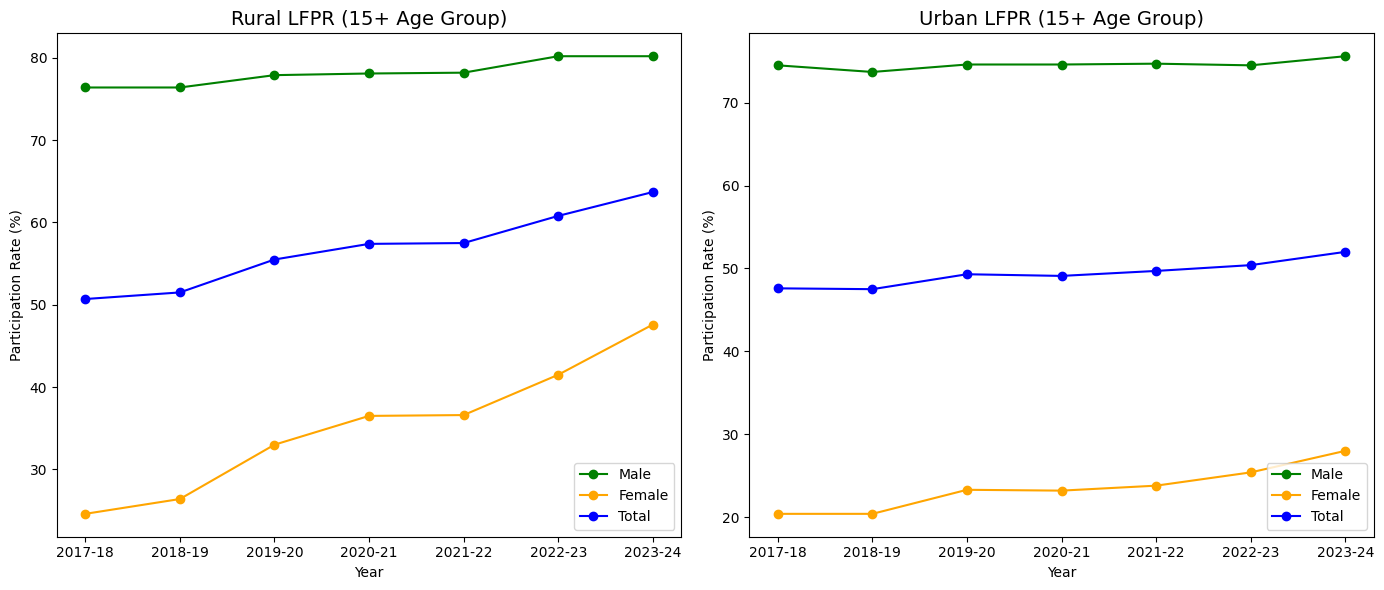 Rural LFPR (15+ Age Group)
Participation Rate (%)
80
70
60
50
40
30
Male
Female
Total
2017-18 2018-19 2019-20 2020-21 2021-22 2022-23 2023-24
Year
Urban LFPR (15+ Age Group)
Participation Rate (%)
70
60
50
40
30
20
Male
Female
Total
2017-18 2018-19 2019-20 2020-21 2021-22 2022-23 2023-24
Year